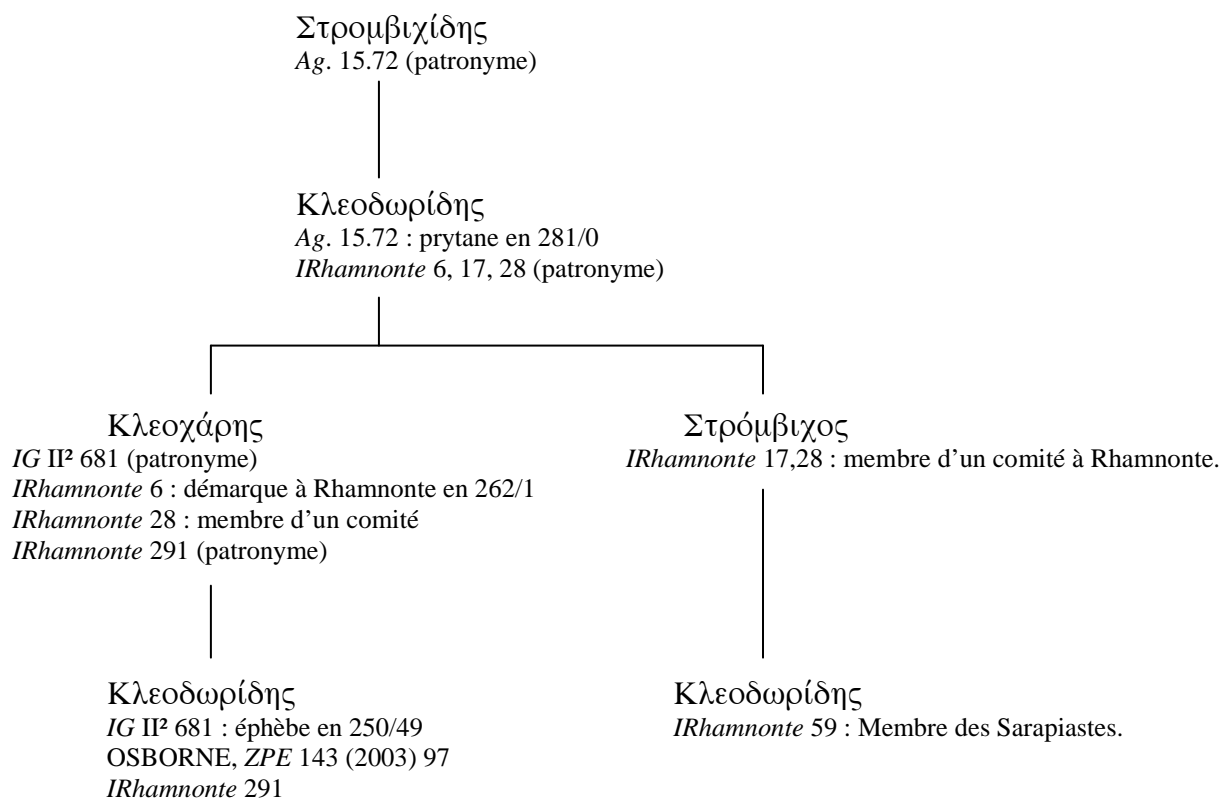 Στρομβιχίδης
Ag. 15.72 (patronyme)
Κλεοδωρίδης
Ag. 15.72 : prytane en 281/0
IRhamnonte 6, 17, 28 (patronyme)
Κλεοχάρης
IG II² 681 (patronyme)
IRhamnonte 6 : démarque à Rhamnonte en 262/1
IRhamnonte 28 : membre d’un comité
IRhamnonte 291 (patronyme)
Στρόμβιχος
IRhamnonte 17,28 : membre d’un comité à Rhamnonte.
Κλεοδωρίδης
IG II² 681 : éphèbe en 250/49
OSBORNE, ZPE 143 (2003) 97
IRhamnonte 291
Κλεοδωρίδης
IRhamnonte 59 : Membre des Sarapiastes.